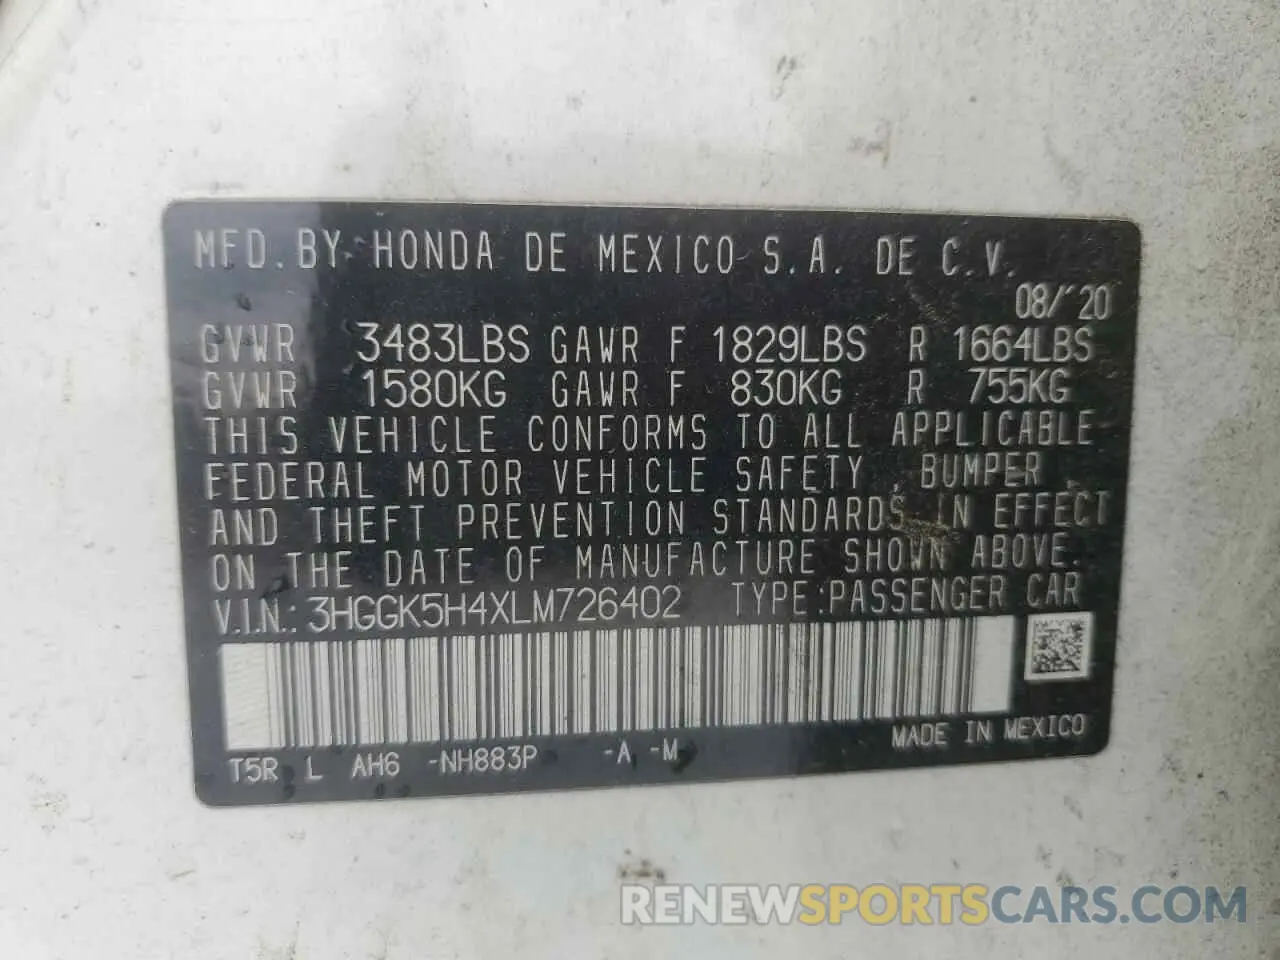 MFD. BY HONDA DE MEXICO S.A. DE C.V.
08/'20
GVWR 3483LBS GAWR F 1829LBS R 1664LBS
GVWR 1580KG GAWR F 830KG R 755KG
THIS VEHICLE CONFORMS TO ALL APPLICABLE
FEDERAL MOTOR VEHICLE SAFETY, BUMPER,
AND THEFT PREVENTION STANDARDS IN EFFECT
ON THE DATE OF MANUFACTURE SHOWN ABOVE.
V.I.N.: 3HGGK5H4XLM726402 TYPE:PASSENGER CAR
MADE IN MEXICO
T5R L AH6 -NH883P -A -M
RENEWSPORTSCARS.COM